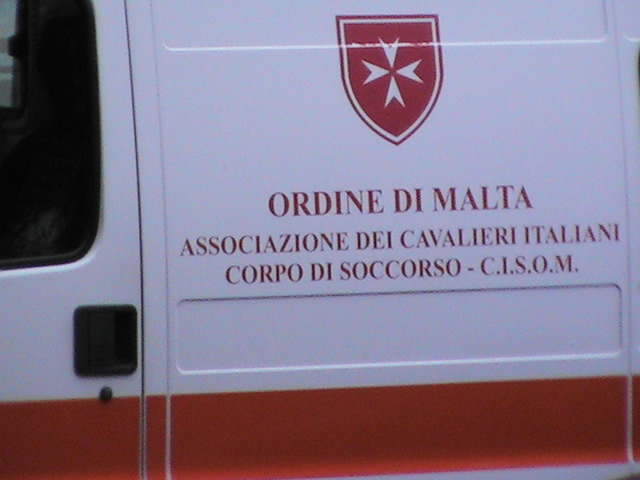 ORDINE DI MALTA
ASSOCIAZIONE DEI CAVALIERI ITALIANI
CORPO DI SOCCORSO - C.I.S.O.M.